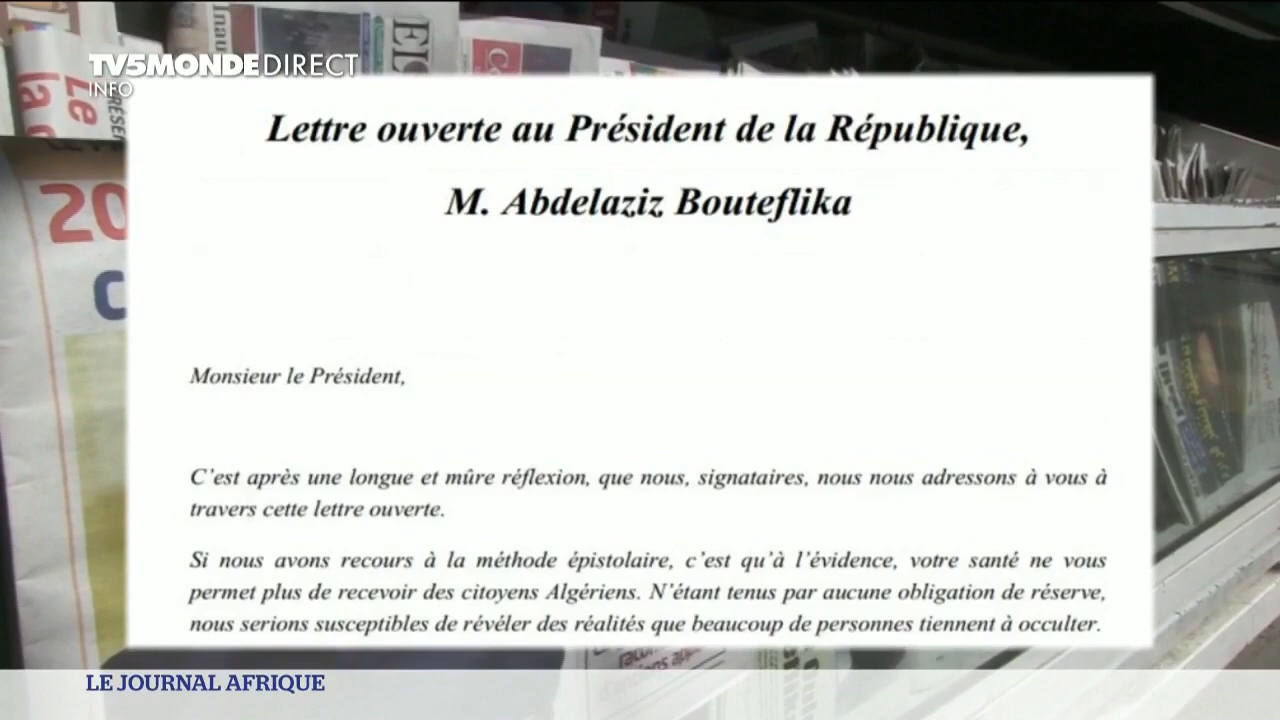 TV5MONDEDIRECT
INFO
Lettre ouverte au Président de la République,
M. Abdelaziz Bouteflika
Monsieur le Président,
C’est après une longue et mûre réflexion, que nous, signataires, nous nous adressons à vous à
travers cette lettre ouverte.
Si nous avons recours à la méthode épistolaire, c’est qu’à l’évidence, votre santé ne vous
permet plus de recevoir des citoyens Algériens. N’étant tenus par aucune obligation de réserve,
nous serions susceptibles de révéler des réalités que beaucoup de personnes tiennent à occulter.
LE JOURNAL AFRIQUE